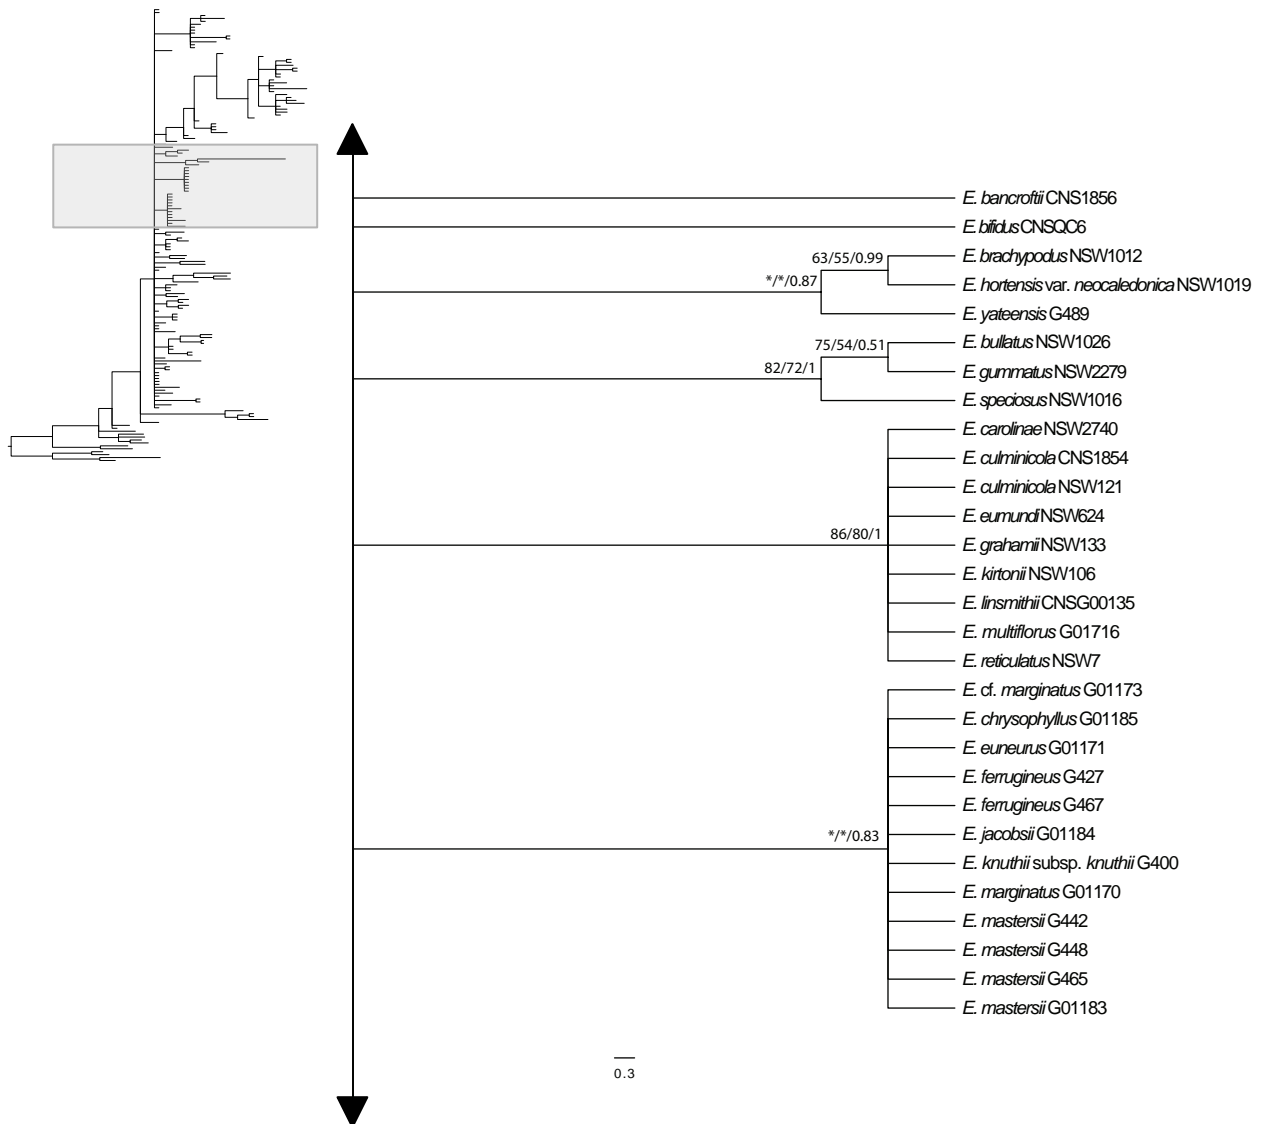 E. bancroftii CNS1856
E. bifidus CNSQC6
63/55/0.99
E. brachypodus NSW1012
*/*/0.87
E. hortensis var. neocaledonica NSW1019
E. yateensis G489
75/54/0.51
E. bullatus NSW1026
82/72/1
E. gummatus NSW2279
E. speciosus NSW1016
E. carolinae NSW2740
E. culminicola CNS1854
E. culminicola NSW121
E. eumundi NSW624
86/80/1
E. grahamii NSW133
E. kirtonii NSW106
E. linsmithii CNSG00135
E. multiflorus G01716
E. reticulatus NSW7
E. cf. marginatus G01173
E. chrysophyllus G01185
E. euneurus G01171
E. ferrugineus G427
E. ferrugineus G467
*/*/0.83
E. jacobsii G01184
E. knuthii subsp. knuthii G400
E. marginatus G01170
E. mastersii G442
E. mastersii G448
E. mastersii G465
E. mastersii G01183
0.3